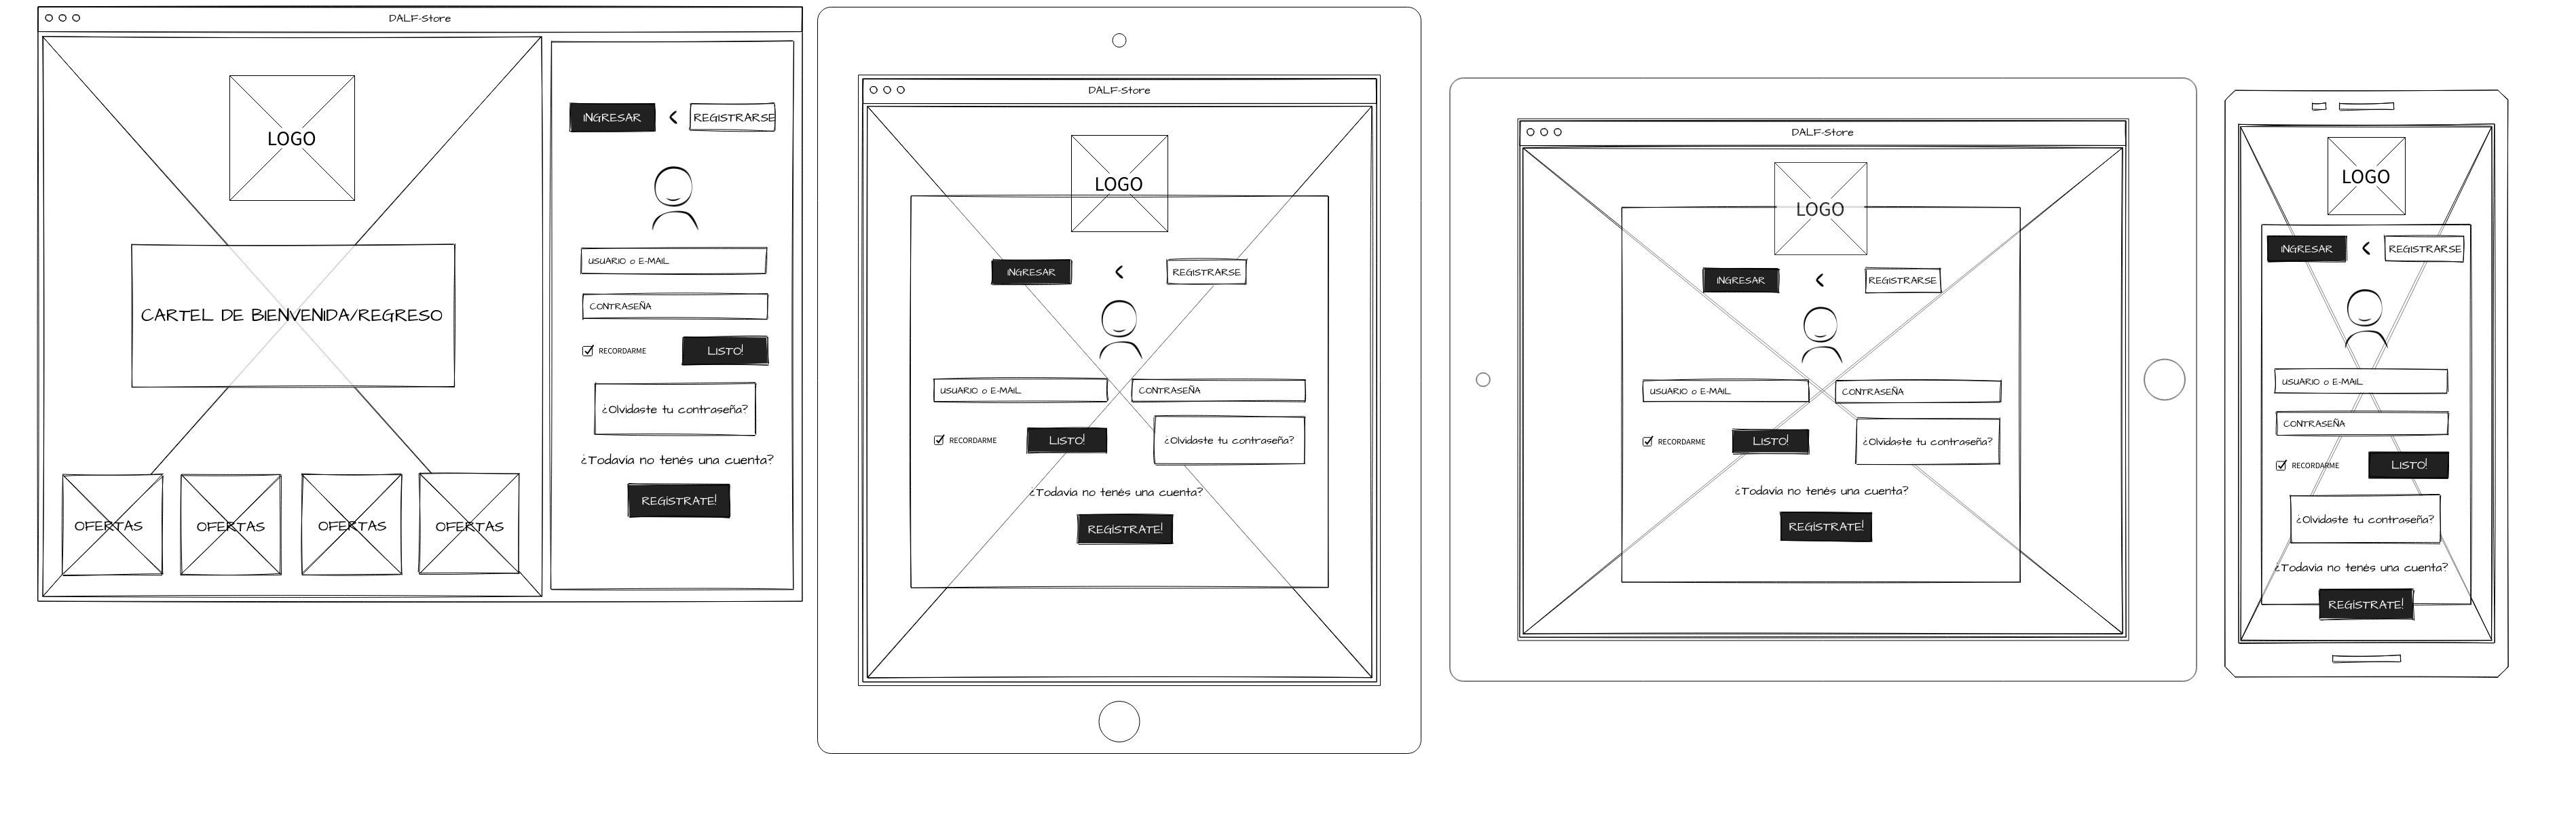 DALF-Store
LOGO
CARTEL DE BIENVENIDA/REGRESO
OFERTAS
OFERTAS
OFERTAS
OFERTAS
INGRESAR
REGISTRARSE
USUARIO o E-MAIL
CONTRASEÑA
RECORDARME
LISTO!
¿Olvidaste tu contraseña?
¿Todavia no tenés una cuenta?
REGISTRATE!
DALF-Store
LOGO
INGRESAR
REGISTRARSE
USUARIO o E-MAIL
CONTRASEÑA
RECORDARME
LISTO!
¿Olvidaste tu contraseña?
¿Todavia no tenés una cuenta?
REGISTRATE!
DALF-Store
LOGO
INGRESAR
REGISTRARSE
USUARIO o E-MAIL
CONTRASEÑA
RECORDARME
LISTO!
¿Olvidaste tu contraseña?
¿Todavia no tenés una cuenta?
REGISTRATE!
LOGO
INGRESAR
REGISTRARSE
USUARIO o E-MAIL
CONTRASEÑA
RECORDARME
LISTO!
¿Olvidaste tu contraseña?
¿Todavia no tenés una cuenta?
REGISTRATE!